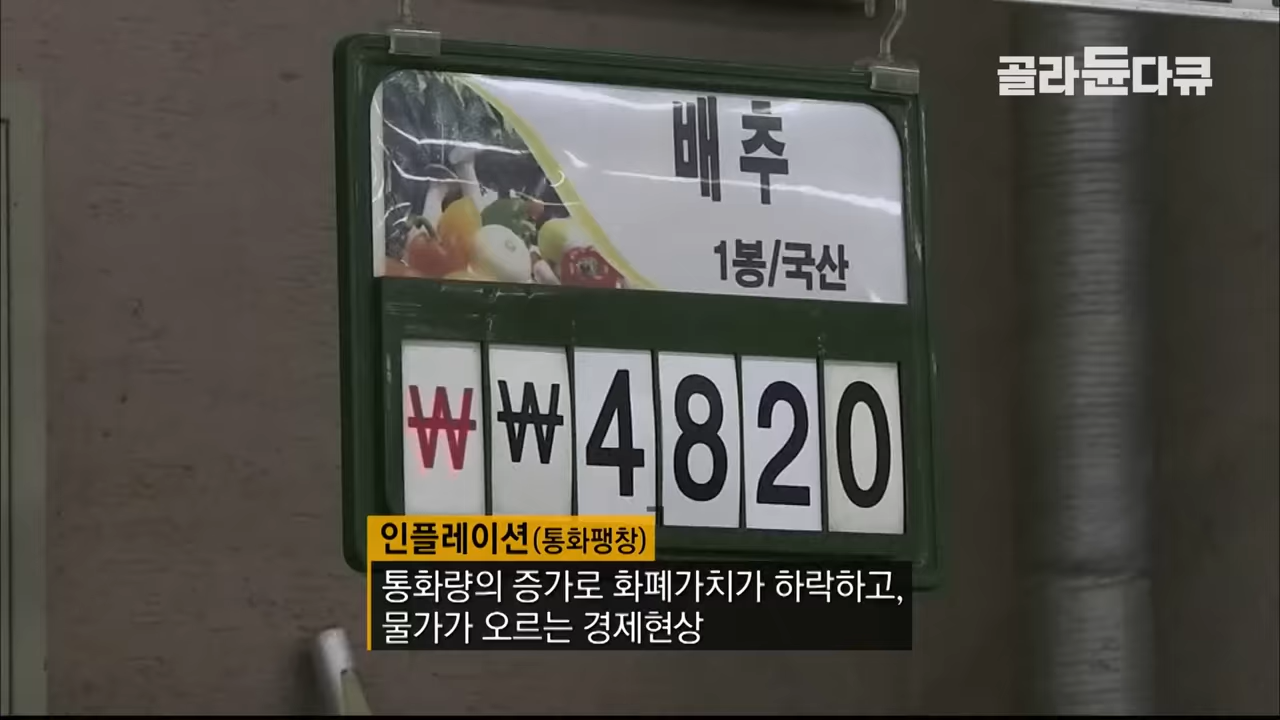 골라듄다큐
배추
1봉/국산
₩₩4820
인플레이션(통화팽창)
통화량의 증가로 화폐가치가 하락하고,
물가가 오르는 경제현상